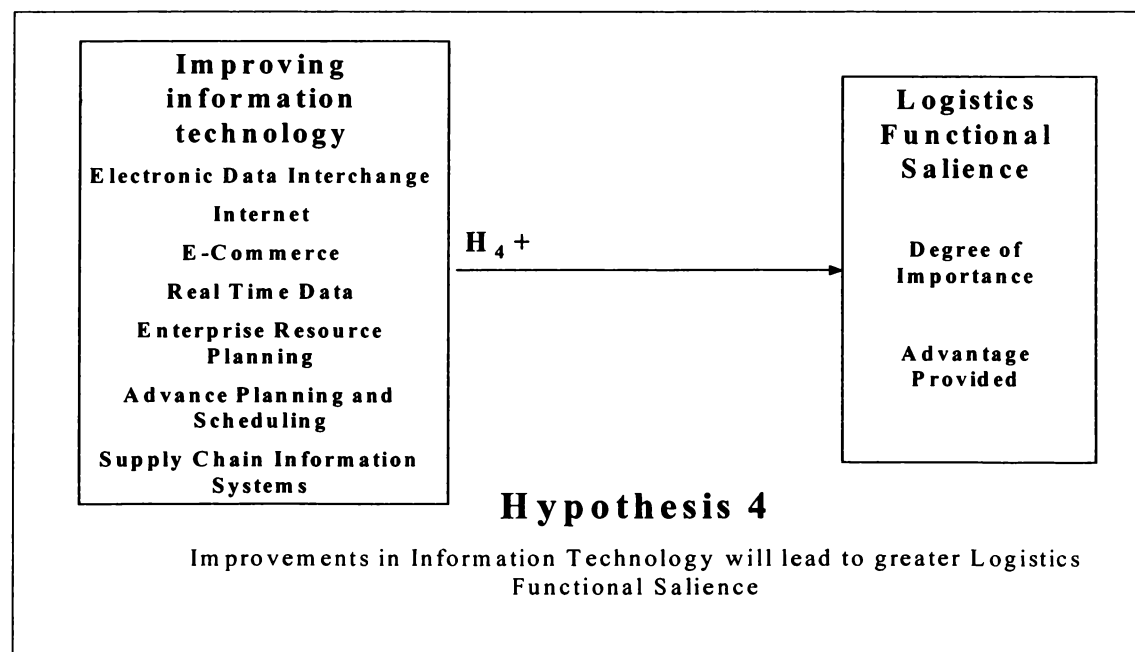 Improving
information
technology
Electronic Data Interchange
Internet
E-Commerce
Real Time Data
Enterprise Resource
Planning
Advance Planning and
Scheduling
Supply Chain Information
Systems
H4 +
Logistics
Functional
Salience
Degree of
Importance
Advantage
Provided
Hypothesis 4
Improvements in Information Technology will lead to greater Logistics
Functional Salience